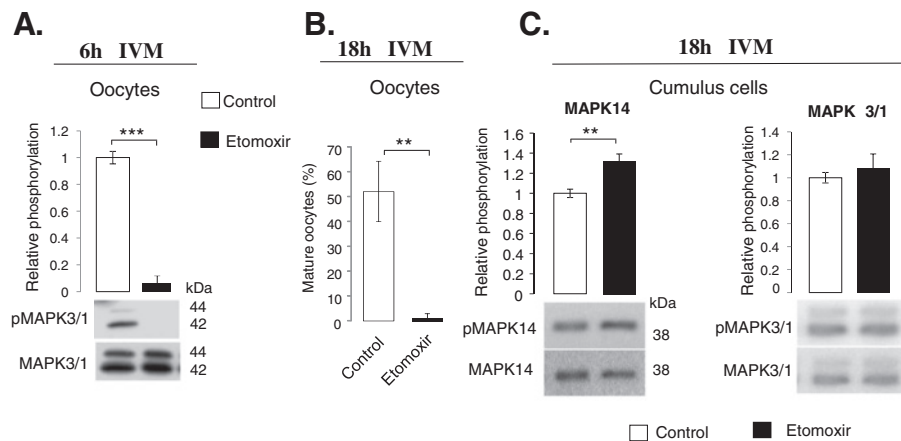 A.
6h IVM
Oocytes
Control
Etomoxir
***
Relative phosphorylation
1.2
1
0.8
0.6
0.4
0.2
0
kDa
pMAPK3/1
44
42
MAPK3/1
44
42
B.
18h IVM
Oocytes
**
Mature oocytes (%)
70
60
50
40
30
20
10
0
Control
Etomoxir
C.
18h IVM
Cumulus cells
MAPK14
**
Relative phosphorylation
1.6
1.4
1.2
1
0.8
0.6
0.4
0.2
0
kDa
pMAPK14
38
MAPK14
38
MAPK 3/1
Relative phosphorylation
1.4
1.2
1
0.8
0.6
0.4
0.2
0
pMAPK3/1
MAPK3/1
Control
Etomoxir